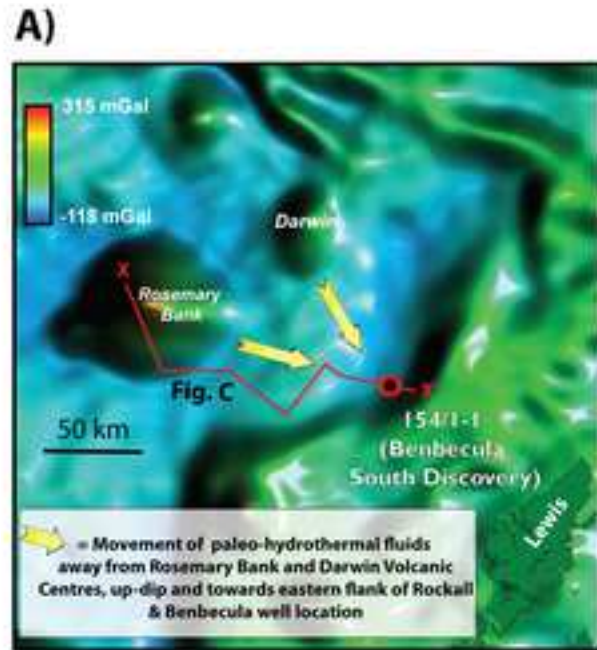 A)
315 mGal
-118 mGal
Darwin
X
Rosemary
Bank
Fig. C
Y
50 km
154/1-1
(Benbecula
South Discovery)
Lewis
= Movement of paleo-hydrothermal fluids
away from Rosemary Bank and Darwin Volcanic
Centres, up-dip and towards eastern flank of Rockall
& Benbecula well location